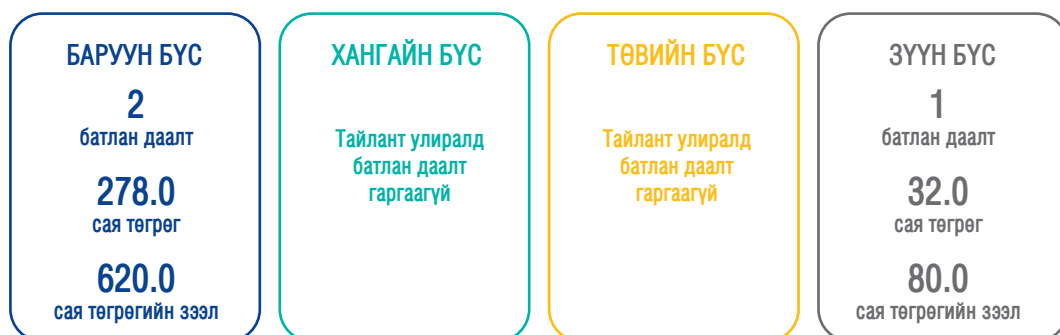 БАРУУН БҮС
2
батлан даалт
278.0
сая төгрөг
620.0
сая төгрөгийн зээл
ХАНГАЙН БҮС
Тайлант улиралд
батлан даалт
гаргаагүй
ТӨВИЙН БҮС
Тайлант улиралд
батлан даалт
гаргаагүй
ЗҮҮН БҮС
1
батлан даалт
32.0
сая төгрөг
80.0
сая төгрөгийн зээл